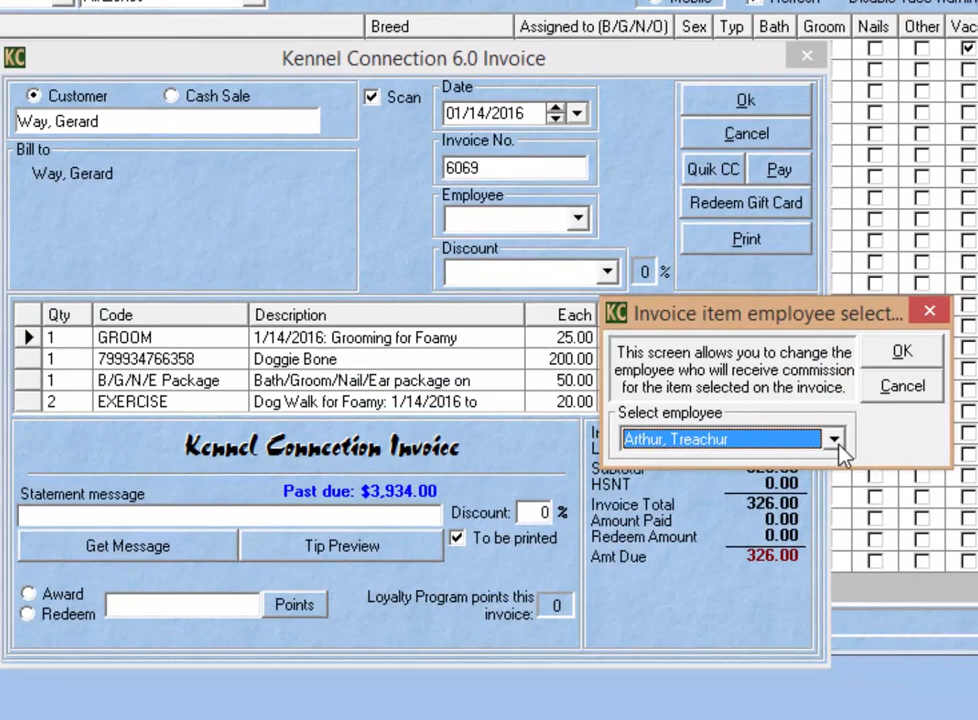 Breed Assigned to (B/G/N/O) Sex Typ Bath Groom Nails Other Vac
KC Kennel Connection 6.0 Invoice
Customer Cash Sale
Way, Gerard
Bill to
Way, Gerard
Scan
Date
01/14/2016
Invoice No.
6069
Employee
Discount
0 %
Ok
Cancel
Quik CC Pay
Redeem Gift Card
Print
Qty Code Description Each
1 GROOM 1/14/2016: Grooming for Foamy 25.00
1 799934766358 Doggie Bone 200.00
1 B/G/N/E Package Bath/Groom/Nail/Ear package on 50.00
2 EXERCISE Dog Walk for Foamy: 1/14/2016 to 20.00
KC Invoice item employee select...
This screen allows you to change the
employee who will receive commission
for the item selected on the invoice.
OK
Cancel
Select employee
Arthur, Treachur
Kennel Connection Invoice
Statement message Past due: $3,934.00
Discount: 0 %
Get Message Tip Preview To be printed
Award
Redeem
Points
Loyalty Program points this
invoice: 0
HSNT 0.00
Invoice Total 326.00
Amount Paid 0.00
Redeem Amount 0.00
Amt Due 326.00